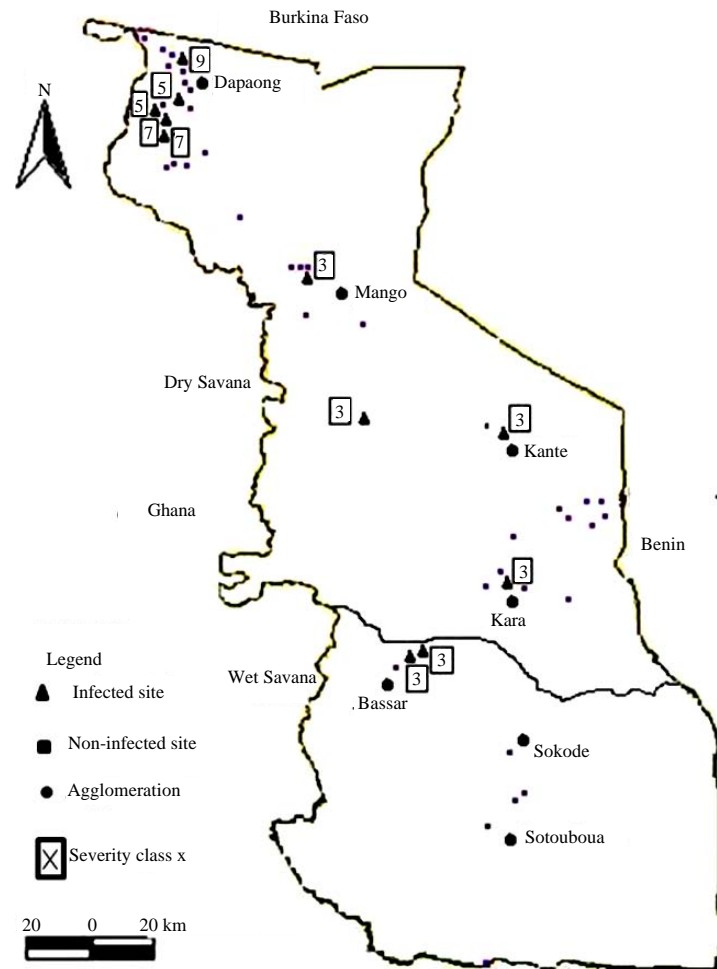 Burkina Faso
9
Dapaong
5
5
7
7
N
3
Mango
Dry Savana
3
3
Kante
Ghana
Benin
3
Kara
Legend
Infected site
Wet Savana
3
3
Bassar
Non-infected site
Sokode
Agglomeration
Sotouboua
X
Severity class x
20 0 20 km